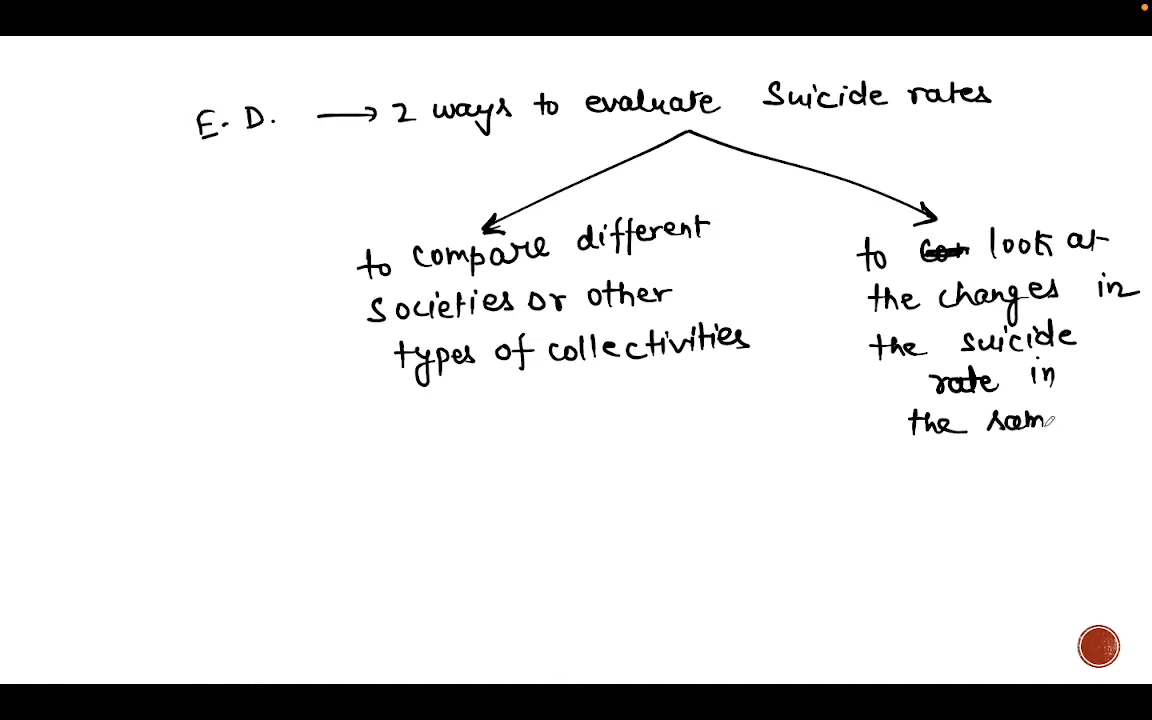 E. D. → 2 ways to evaluate Suicide rates
to compare different
societies or other
types of collectivities
to look at
the changes in
the suicide
rate in
the sam